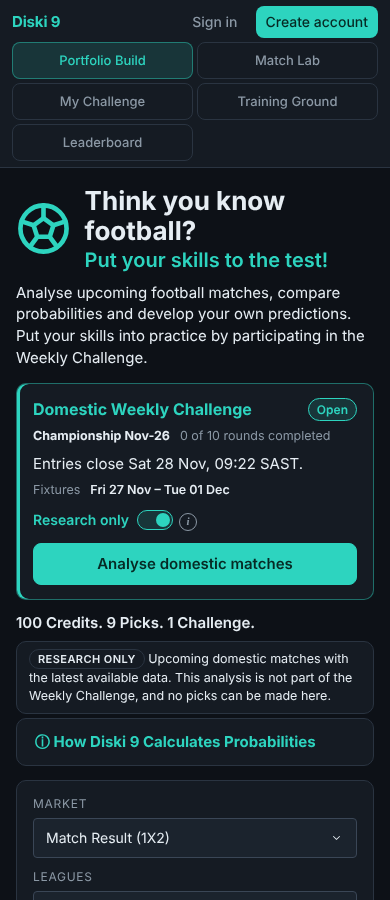 Diski 9
Sign in
Create account
Portfolio Build
Match Lab
My Challenge
Training Ground
Leaderboard
Think you know
football?
Put your skills to the test!
Analyse upcoming football matches, compare
probabilities and develop your own predictions.
Put your skills into practice by participating in the
Weekly Challenge.
Domestic Weekly Challenge
Open
Championship Nov-26 0 of 10 rounds completed
Entries close Sat 28 Nov, 09:22 SAST.
Fixtures Fri 27 Nov – Tue 01 Dec
Research only i
Analyse domestic matches
100 Credits. 9 Picks. 1 Challenge.
RESEARCH ONLY Upcoming domestic matches with
the latest available data. This analysis is not part of the
Weekly Challenge, and no picks can be made here.
ⓘ How Diski 9 Calculates Probabilities
MARKET
Match Result (1X2)
LEAGUES